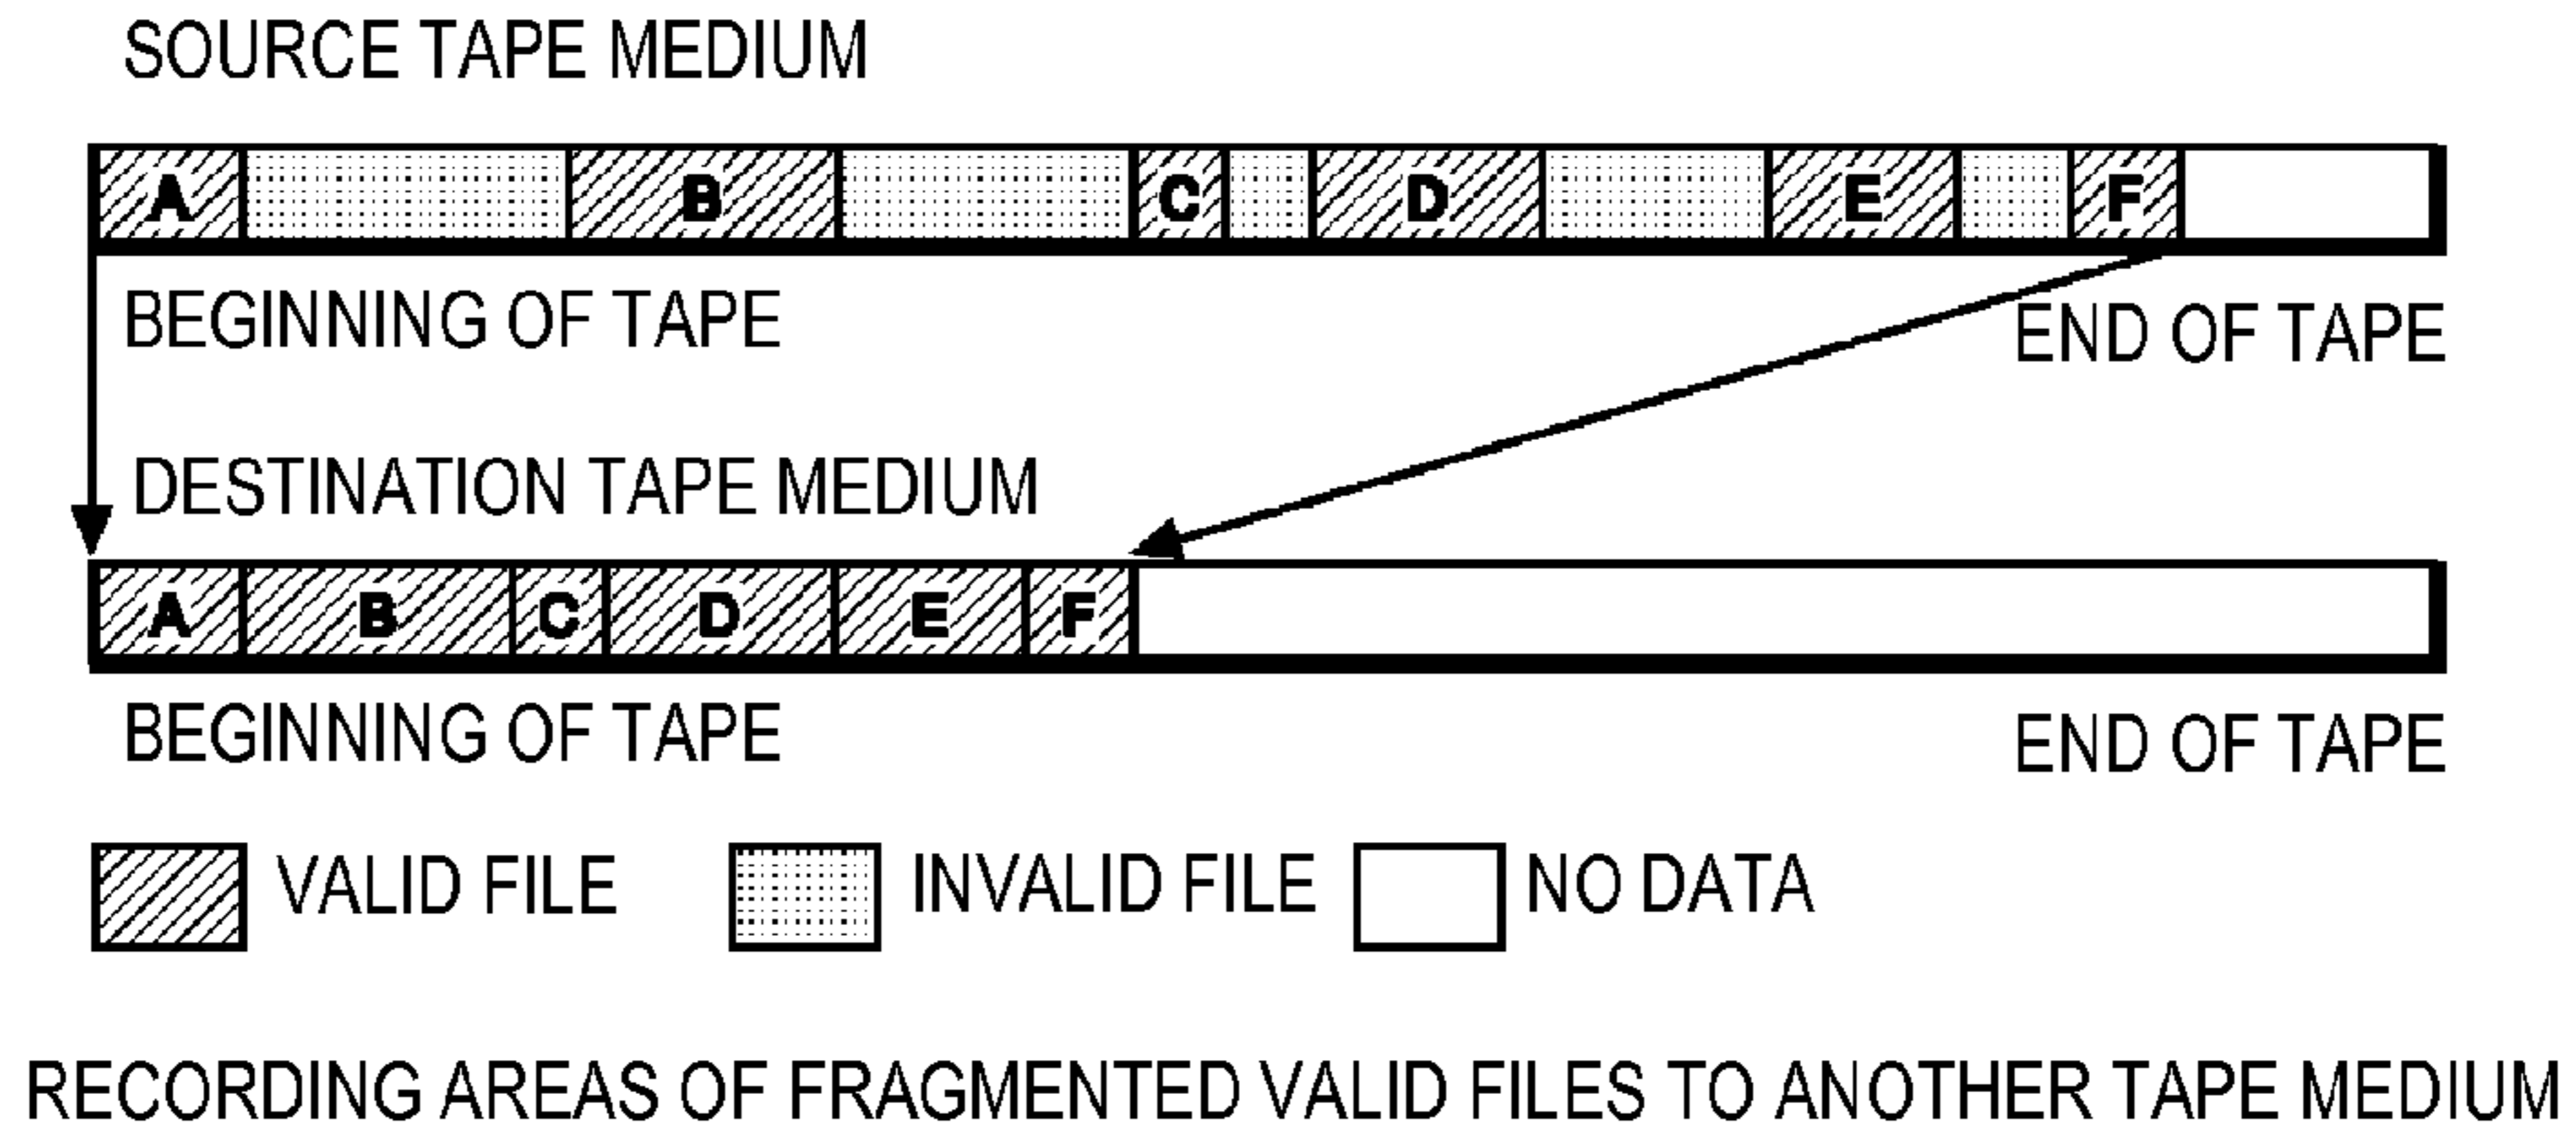 SOURCE TAPE MEDIUM
A B C D E F
BEGINNING OF TAPE END OF TAPE
DESTINATION TAPE MEDIUM
A B C D E F
BEGINNING OF TAPE END OF TAPE
VALID FILE INVALID FILE NO DATA
RECORDING AREAS OF FRAGMENTED VALID FILES TO ANOTHER TAPE MEDIUM